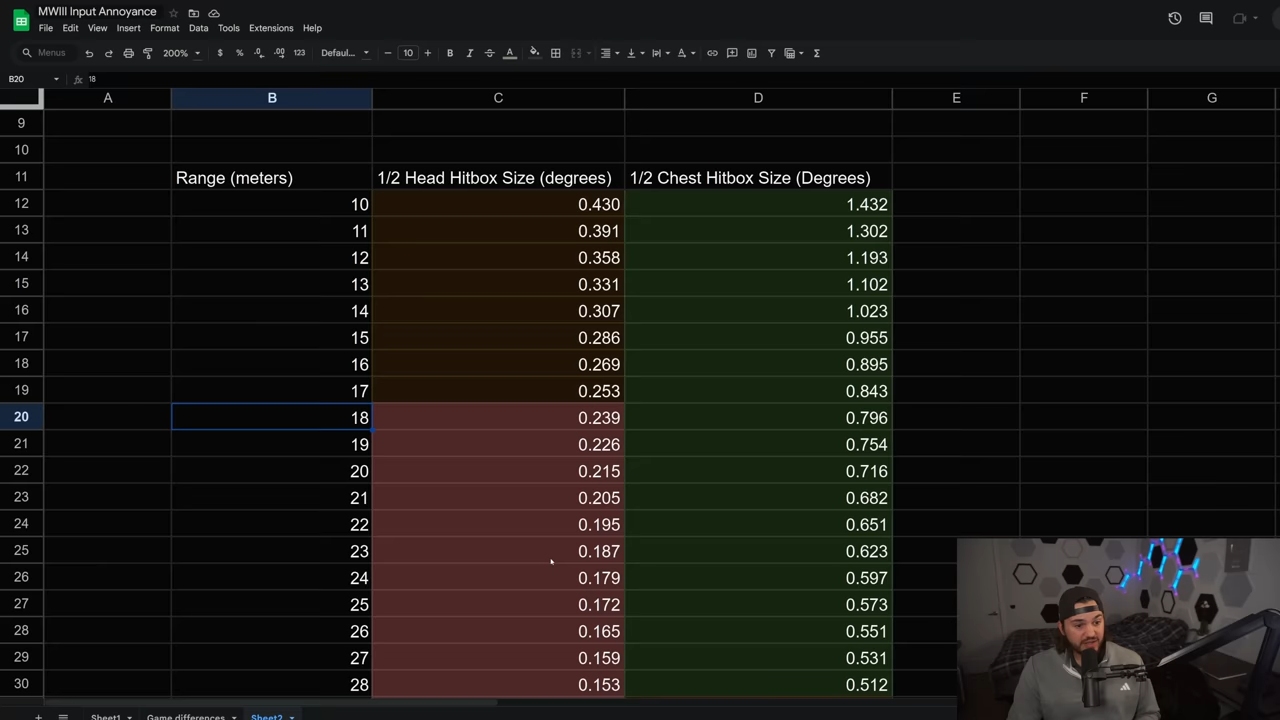 MWIII Input Annoyance
File Edit View Insert Format Data Tools Extensions Help
Menus 200% $ % .0 .00 123 Defaul... 10 B I A
B20 fx 18
A B C D E F G
9
10
11 Range (meters) 1/2 Head Hitbox Size (degrees) 1/2 Chest Hitbox Size (Degrees)
12 10 0.430 1.432
13 11 0.391 1.302
14 12 0.358 1.193
15 13 0.331 1.102
16 14 0.307 1.023
17 15 0.286 0.955
18 16 0.269 0.895
19 17 0.253 0.843
20 18 0.239 0.796
21 19 0.226 0.754
22 20 0.215 0.716
23 21 0.205 0.682
24 22 0.195 0.651
25 23 0.187 0.623
26 24 0.179 0.597
27 25 0.172 0.573
28 26 0.165 0.551
29 27 0.159 0.531
30 28 0.153 0.512
Sheet1 Game differences Sheet2